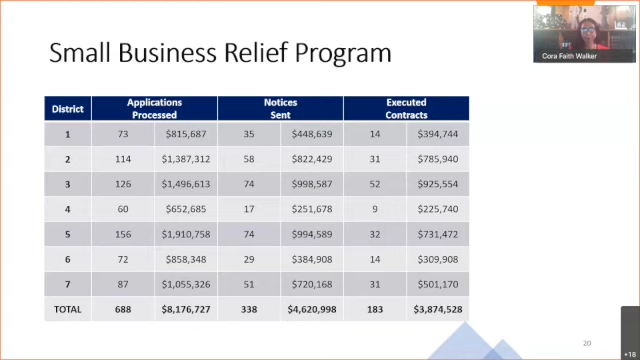 Small Business Relief Program
Cora Faith Walker
District Applications Processed Notices Sent Executed Contracts
1 73 $815,687 35 $448,639 14 $394,744
2 114 $1,387,312 58 $822,429 31 $785,940
3 126 $1,496,613 74 $998,587 52 $925,554
4 60 $652,685 17 $251,678 9 $225,740
5 156 $1,910,758 74 $994,589 32 $731,472
6 72 $858,348 29 $384,908 14 $309,908
7 87 $1,055,326 51 $720,168 31 $501,170
TOTAL 688 $8,176,727 338 $4,620,998 183 $3,874,528
20
+18